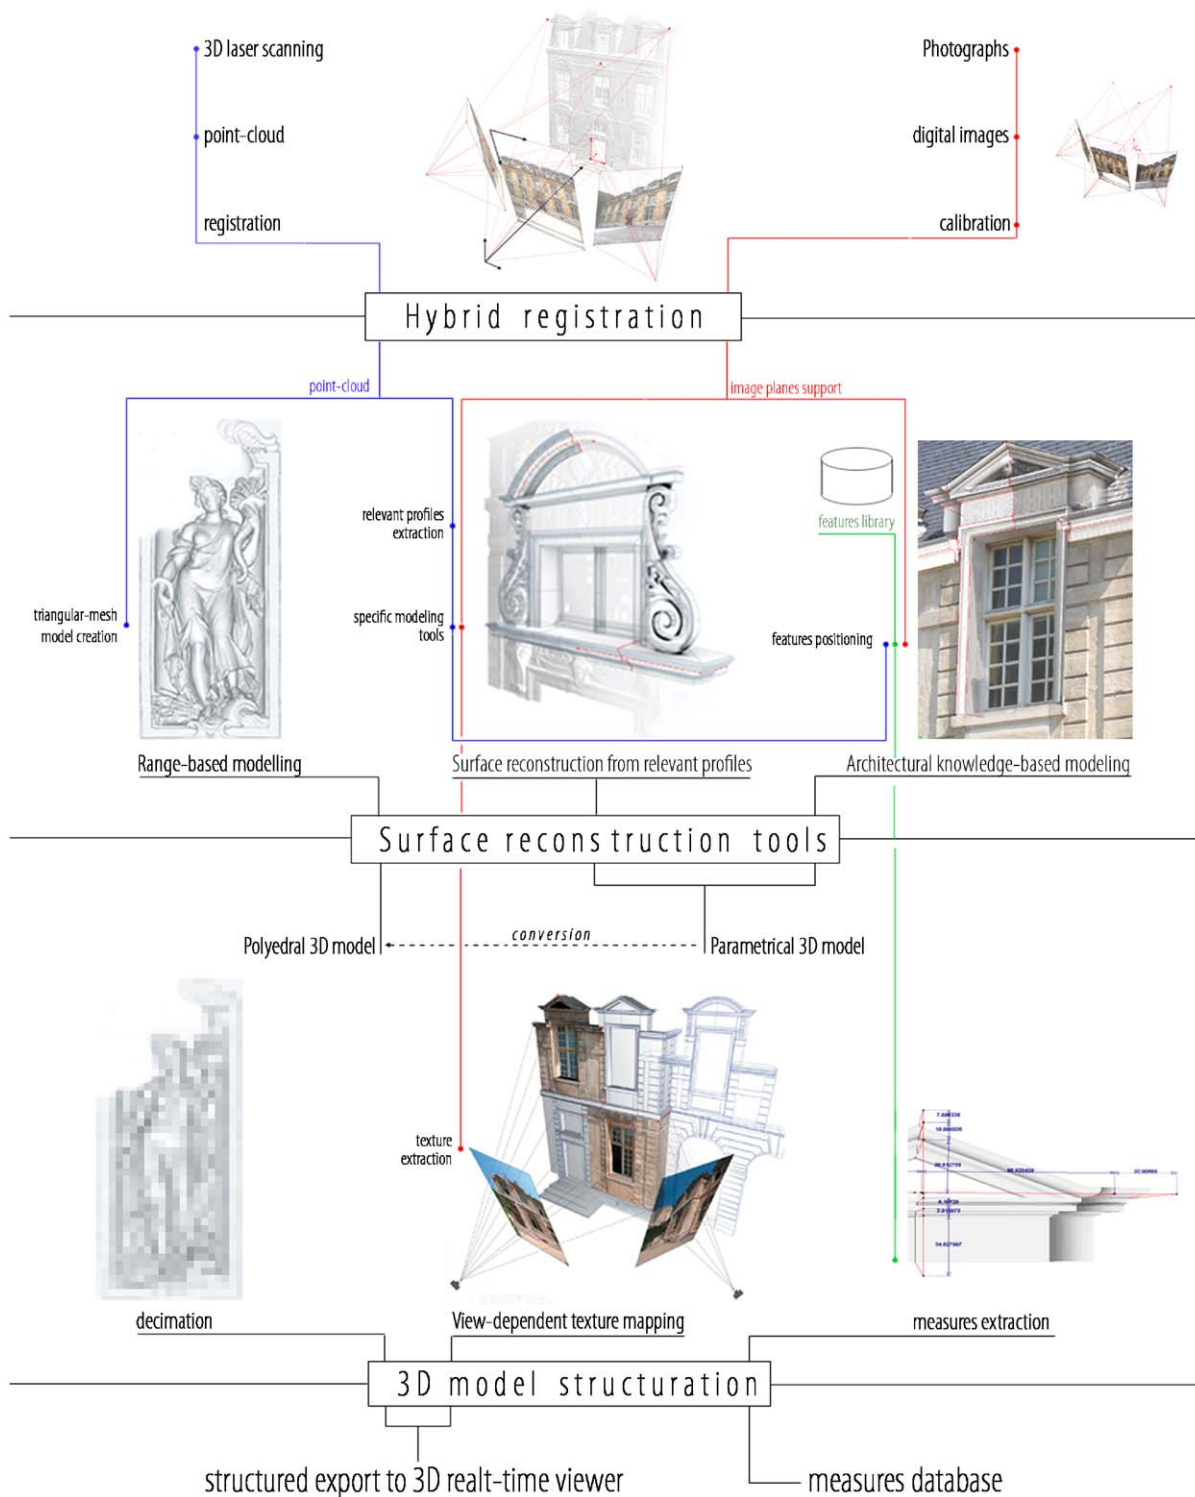 3D laser scanning
Photographs
point-cloud
digital images
registration
calibration
Hybrid registration
point-cloud
image planes support
relevant profiles
extraction
features library
triangular-mesh
model creation
specific modeling
tools
features positioning
Range-based modelling
Surface reconstruction from relevant profiles
Architectural knowledge-based modeling
Surface reconstruction tools
Polyedral 3D model
conversion
Parametrical 3D model
texture
extraction
decimation
View-dependent texture mapping
measures extraction
3D model structuration
structured export to 3D realt-time viewer
measures database